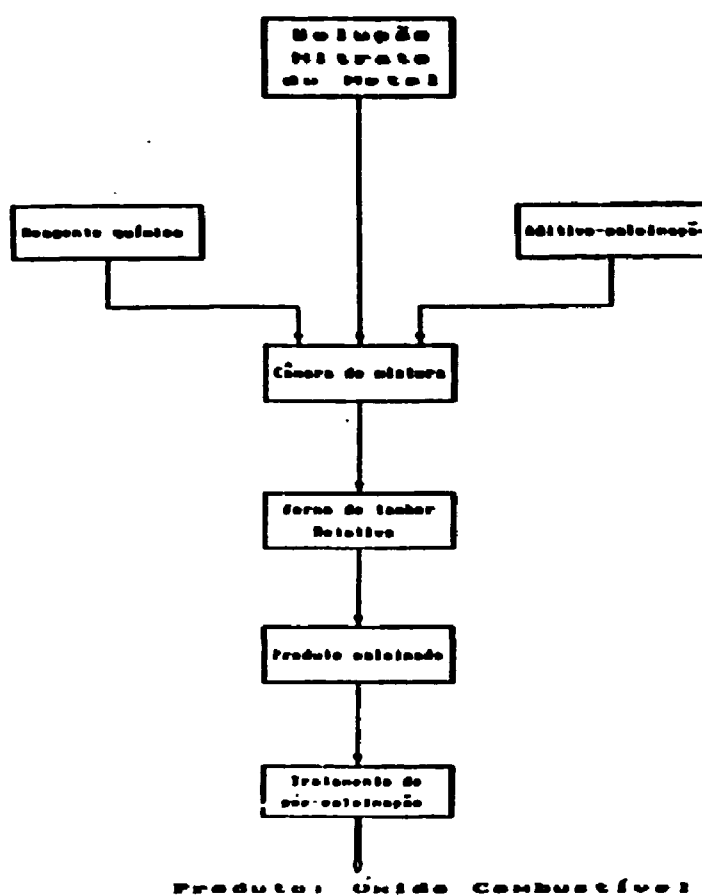 Solução
Nitrato
do Metal
Reagente químico
Aditivo-calcinação
Câmara de mistura
Forno de tambor
Rotativo
Produto calcinado
Tratamento de
pós-calcinação
Produto: Óxido Combustível